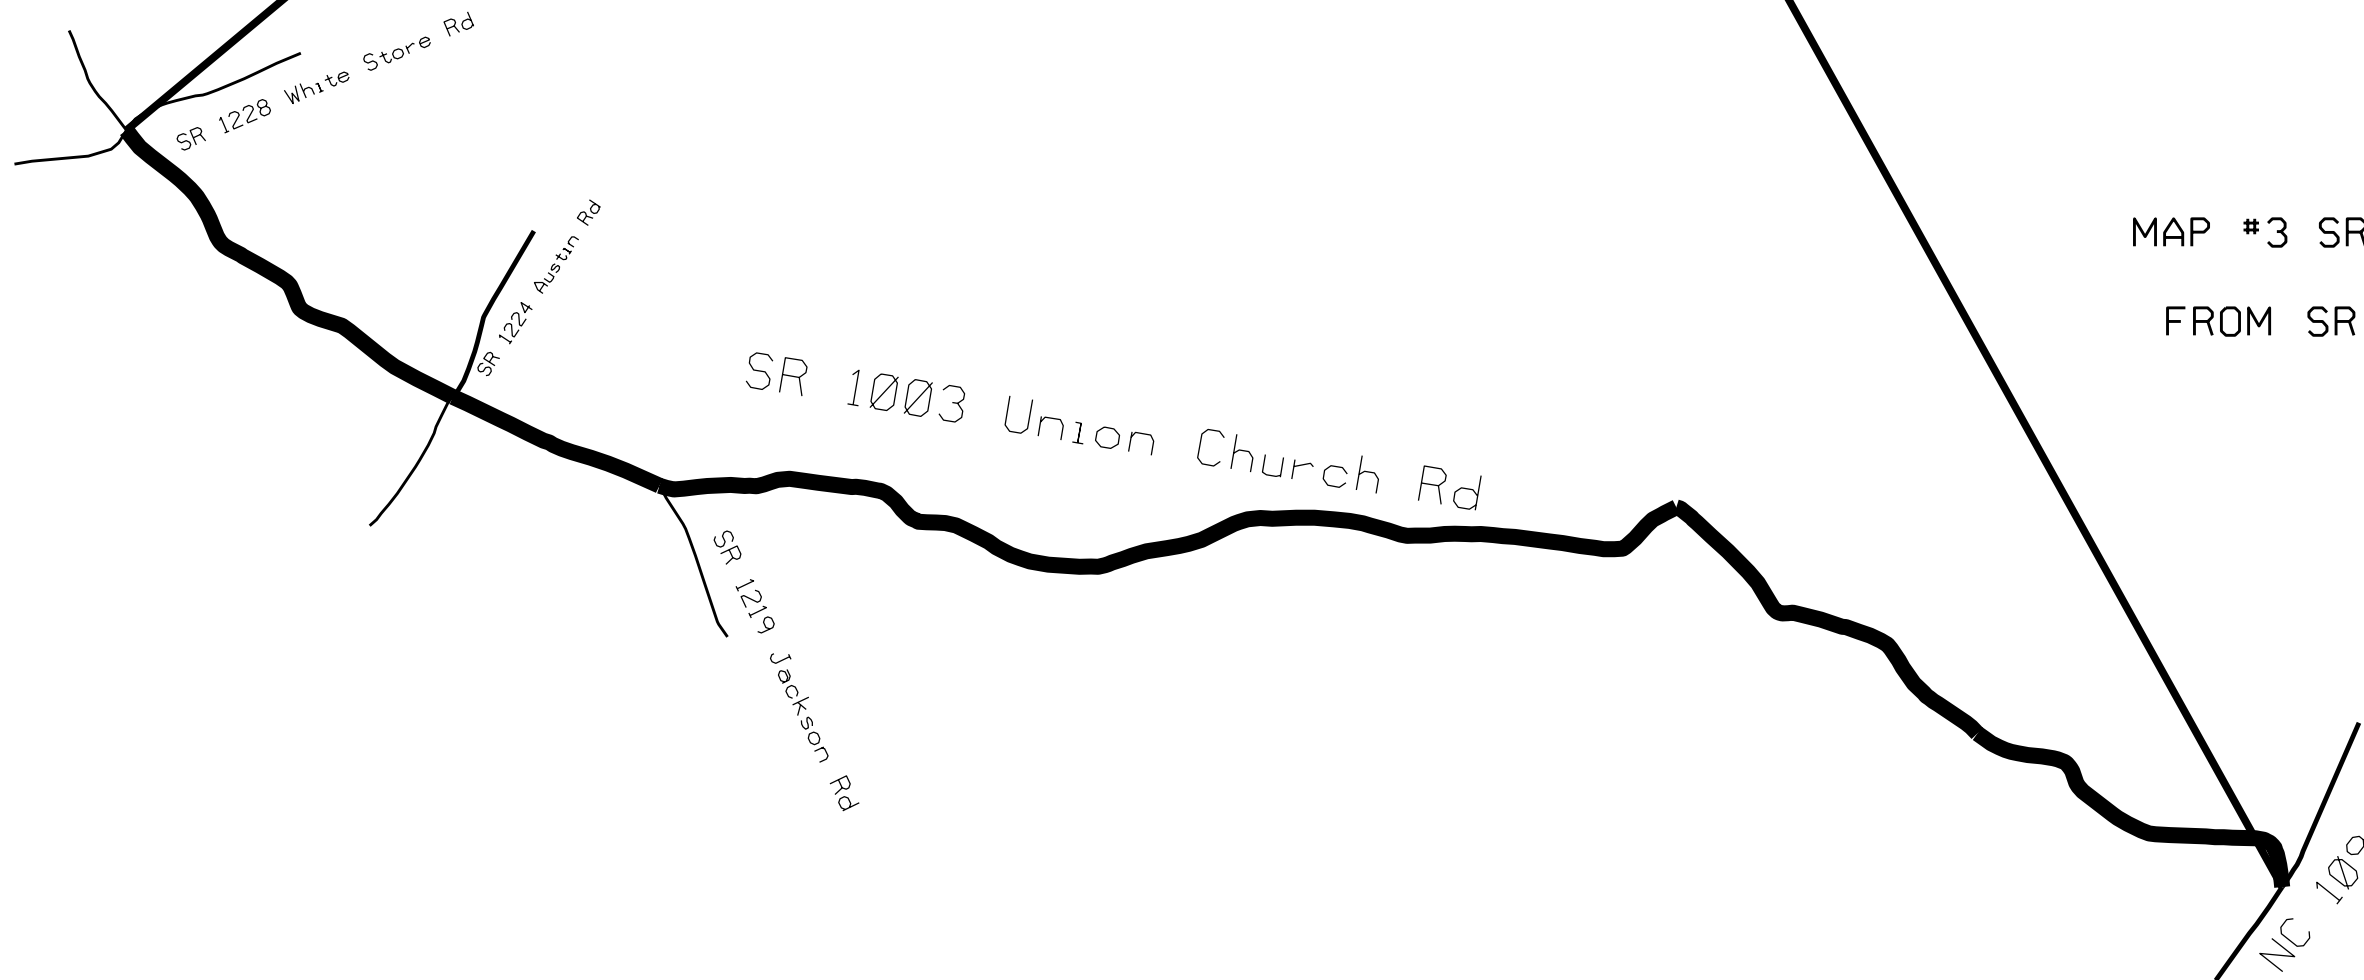 SR 1228 White Store Rd
SR 1224 Austin Rd
MAP #3 SR
FROM SR
SR 1003 Union Church Rd
SR 1219 Jackson Rd
NC 10